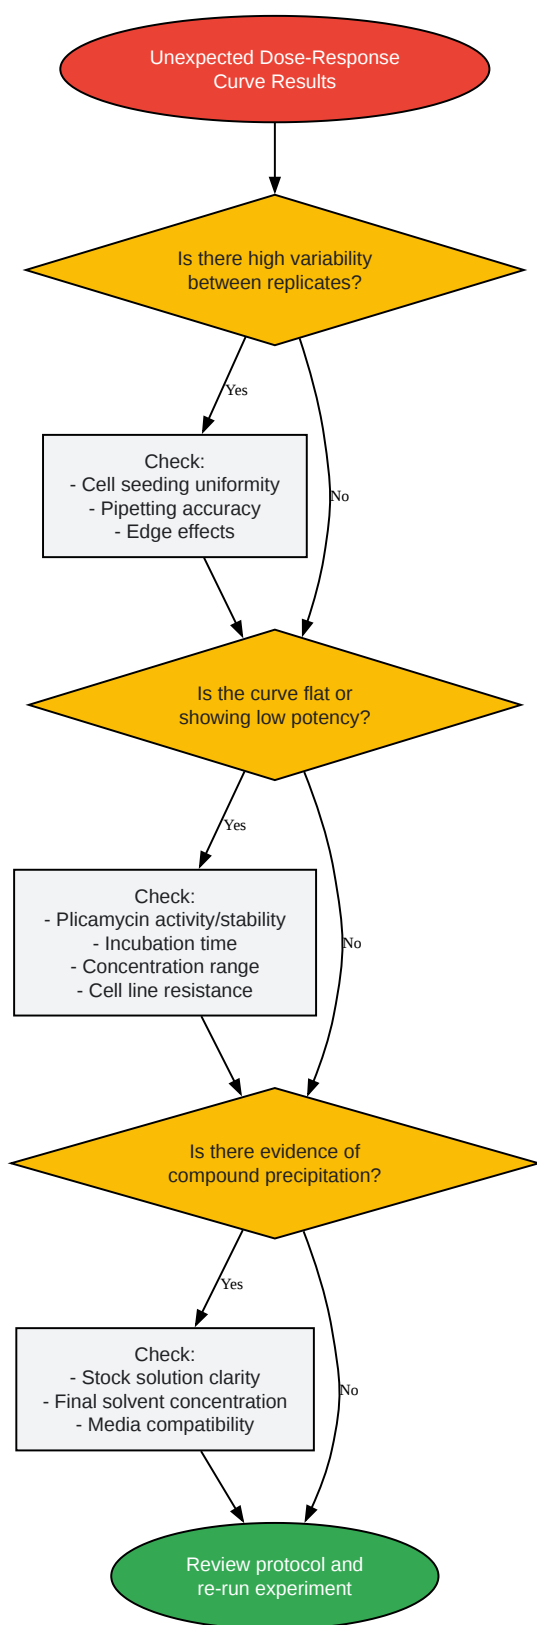 Unexpected Dose-Response
Curve Results
Is there high variability
between replicates?
Yes
No
Check:
- Cell seeding uniformity
- Pipetting accuracy
- Edge effects
Is the curve flat or
showing low potency?
Yes
No
Check:
- Plicamycin activity/stability
- Incubation time
- Concentration range
- Cell line resistance
Is there evidence of
compound precipitation?
Yes
No
Check:
- Stock solution clarity
- Final solvent concentration
- Media compatibility
Review protocol and
re-run experiment